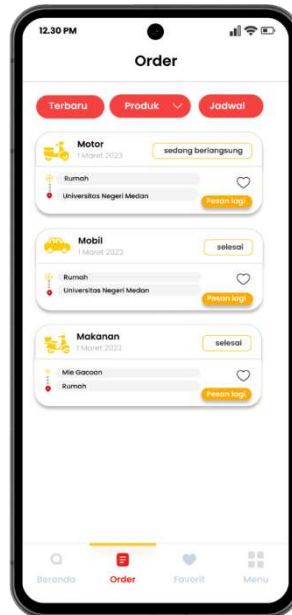 12.30 PM
Order
Terbaru
Produk
Jadwal
Motor
1 Maret 2023
sedang berlangsung
Rumah
Universitas Negeri Medan
Pesan lagi
Mobil
1 Maret 2023
selesai
Rumah
Universitas Negeri Medan
Pesan lagi
Makanan
1 Maret 2023
selesai
Mie Gacoan
Rumah
Pesan lagi
Beranda
Order
Favorit
Menu